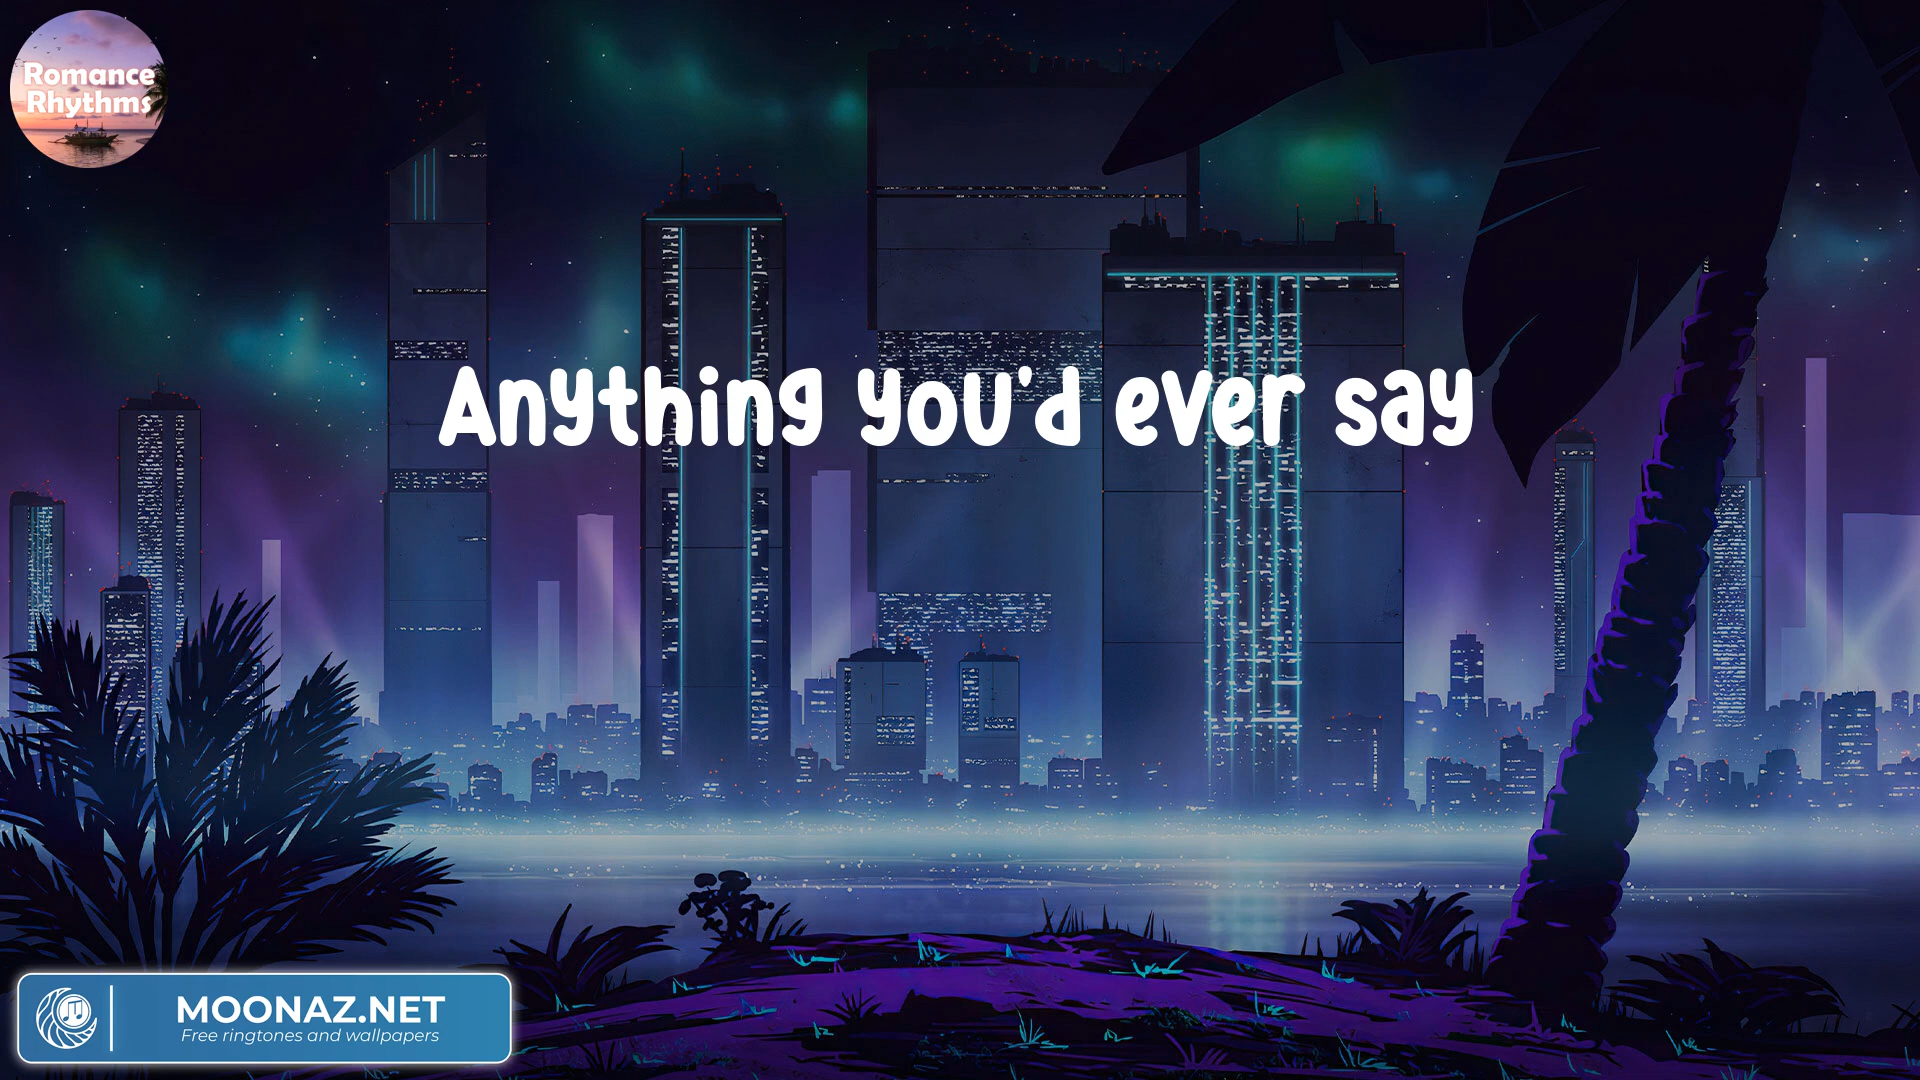 Romance
Rhythms
Anything you'd ever say
MOONAZ.NET
Free ringtones and wallpapers